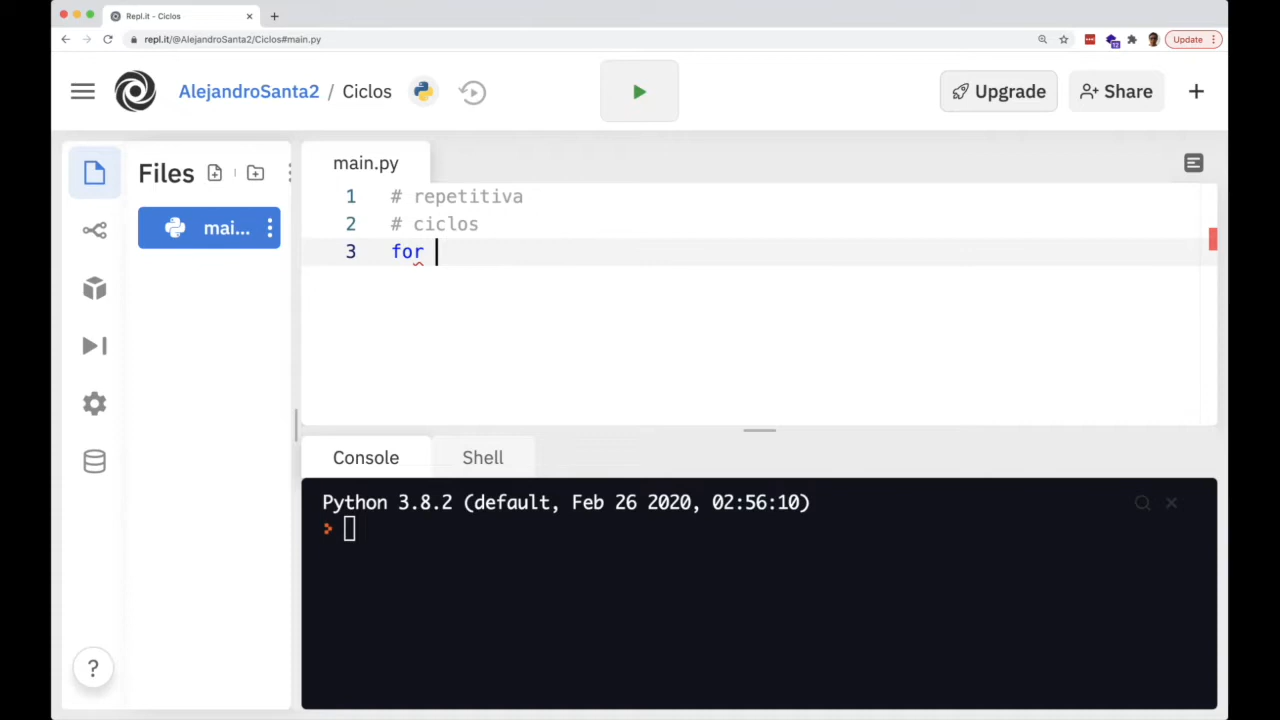 Repl.it - Ciclos
repl.it/@AlejandroSanta2/Ciclos#main.py
12
Update
AlejandroSanta2 / Ciclos
Upgrade
Share
Files
mai...
main.py
1 # repetitiva
2 # ciclos
3 for
Console
Shell
Python 3.8.2 (default, Feb 26 2020, 02:56:10)
>
?